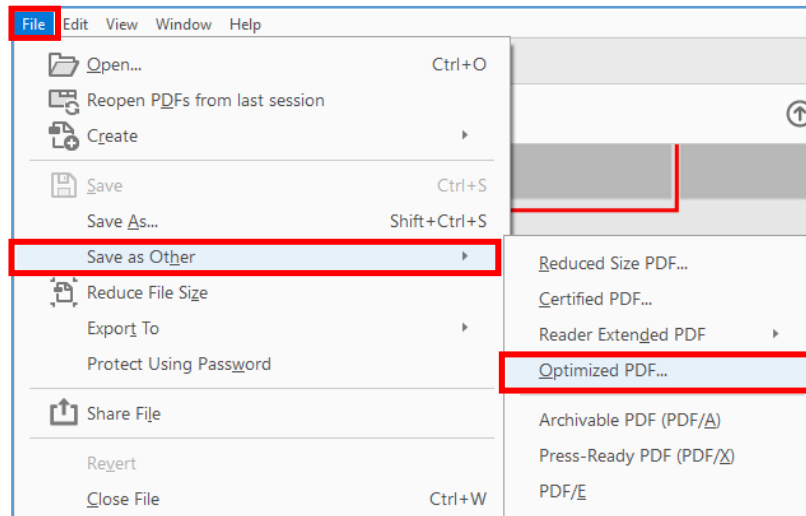 File Edit View Window Help
Open... Ctrl+O
Reopen PDFs from last session
Create
Save Ctrl+S
Save As... Shift+Ctrl+S
Save as Other
Reduce File Size
Export To
Protect Using Password
Share File
Revert
Close File Ctrl+W
Reduced Size PDF...
Certified PDF...
Reader Extended PDF
Optimized PDF...
Archivable PDF (PDF/A)
Press-Ready PDF (PDF/X)
PDF/E